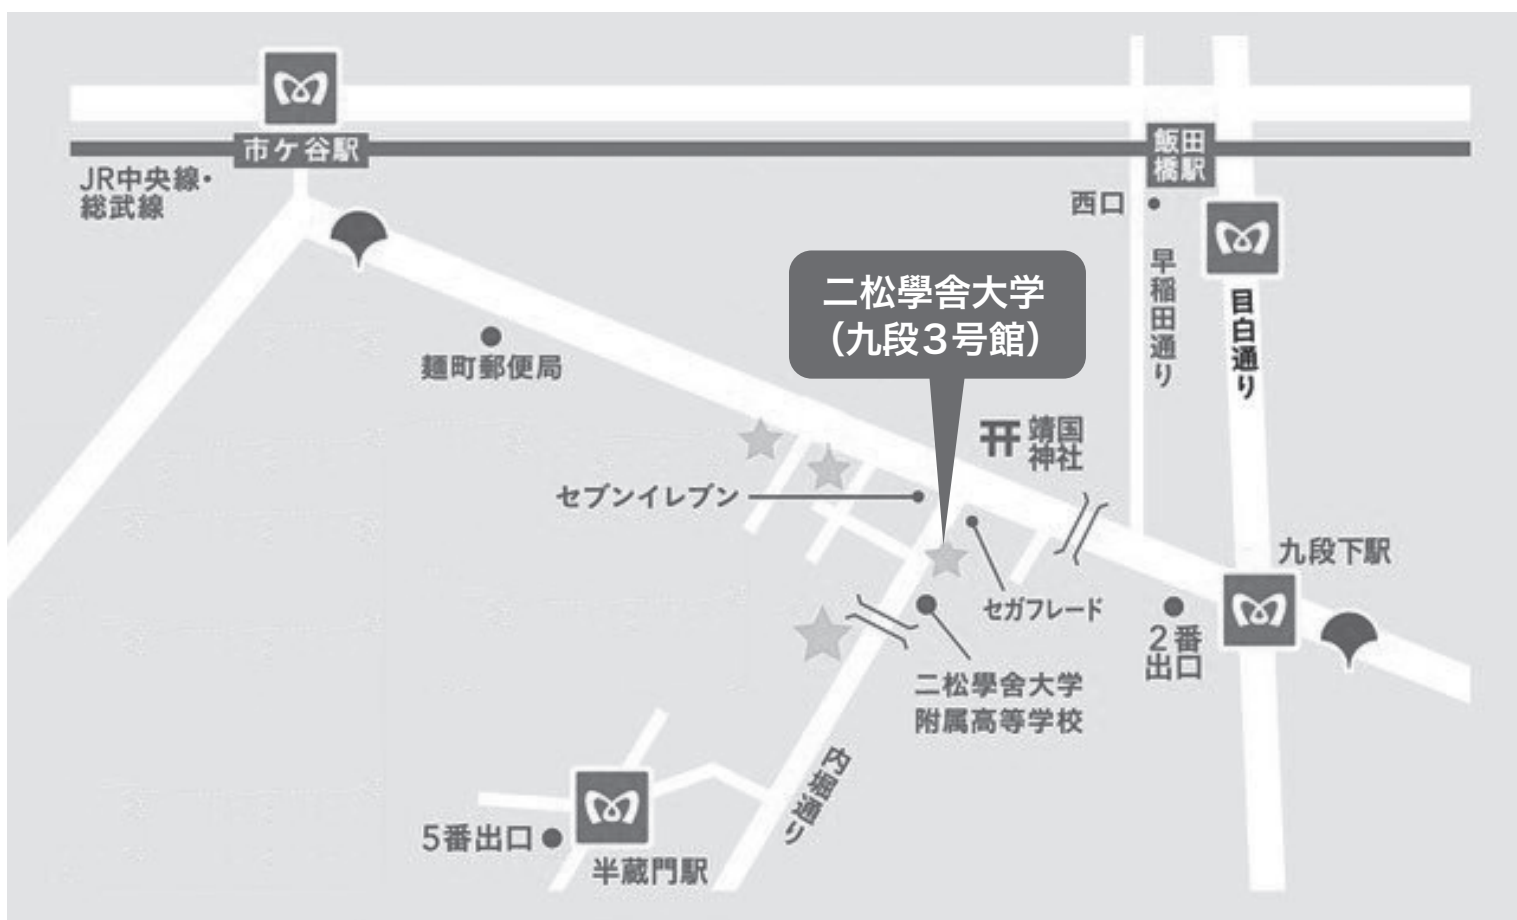 市ケ谷駅
JR中央線・
総武線
飯田
橋駅
西口
早稲田通り
目白通り
二松學舎大学
（九段３号館）
麹町郵便局
靖国
神社
セブンイレブン
九段下駅
セガフレード
2番
出口
二松學舎大学
附属高等学校
内堀通り
5番出口
半蔵門駅